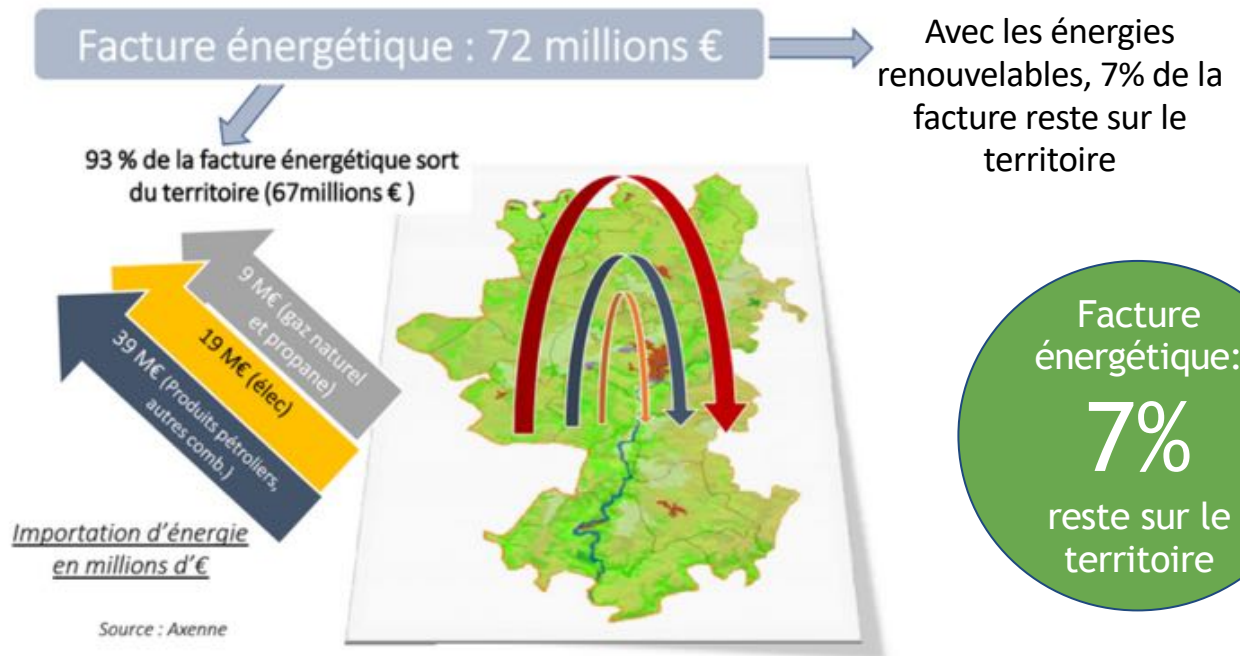 Facture énergétique : 72 millions €
Avec les énergies
renouvelables, 7% de la
facture reste sur le
territoire
93 % de la facture énergétique sort
du territoire (67millions € )
9 M€ (gaz naturel
et propane)
19 M€ (élec)
39 M€ (Produits pétroliers,
autres comb.)
Importation d’énergie
en millions d’€
Source : Axenne
Facture
énergétique:
7%
reste sur le
territoire